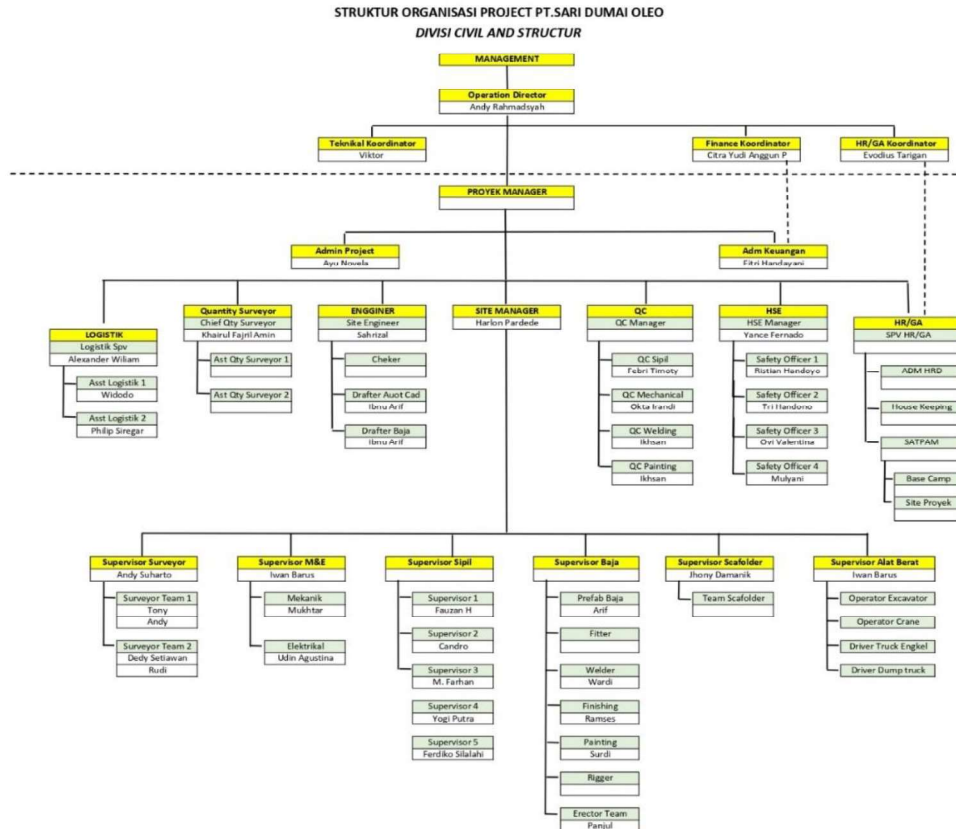 STRUKTUR ORGANISASI PROJECT PT.SARI DUMAI OLEO
DIVISI CIVIL AND STRUCTUR
MANAGEMENT
Operation Director
Andy Rahmadsyah
Teknikal Koordinator
Viktor
Finance Koordinator
Citra Yudi Anggun P
HR/GA Koordinator
Evodius Tarigan
PROYEK MANAGER
Admin Project
Ayu Novela
Adm Keuangan
Fitri Handayani
LOGISTIK
Logistik Spv
Alexander Wiliam
Asst Logistik 1
Widodo
Asst Logistik 2
Philip Siregar
Quantity Surveyor
Chief Qty Surveyor
Khairul Fajril Amin
Ast Qty Surveyor 1
Ast Qty Surveyor 2
ENGGINER
Site Engineer
Sahrizal
Cheker
Drafter Auot Cad
Ibnu Arif
Drafter Baja
Ibnu Arif
SITE MANAGER
Harlon Pardede
QC
QC Manager
QC Sipil
Febri Timoty
QC Mechanical
Okta Irandi
QC Welding
Ikhsan
QC Painting
Ikhsan
HSE
HSE Manager
Yance Fernado
Safety Officer 1
Ristian Handoyo
Safety Officer 2
Tri Handono
Safety Officer 3
Ovi Valentina
Safety Officer 4
Mulyani
HR/GA
SPV HR/GA
ADM HRD
House Keeping
SATPAM
Base Camp
Site Proyek
Supervisor Surveyor
Andy Suharto
Surveyor Team 1
Tony
Andy
Surveyor Team 2
Dedy Setiawan
Rudi
Supervisor M&E
Iwan Barus
Mekanik
Mukhtar
Elektrikal
Udin Agustina
Supervisor Sipil
Supervisor 1
Fauzan H
Supervisor 2
Candro
Supervisor 3
M. Farhan
Supervisor 4
Yogi Putra
Supervisor 5
Ferdiko Silalahi
Supervisor Baja
Prefab Baja
Arif
Fitter
Welder
Wardi
Finishing
Ramses
Painting
Surdi
Rigger
Erector Team
Panjul
Supervisor Scafolder
Jhony Damanik
Team Scafolder
Supervisor Alat Berat
Iwan Barus
Operator Excavator
Operator Crane
Driver Truck Engkel
Driver Dump truck